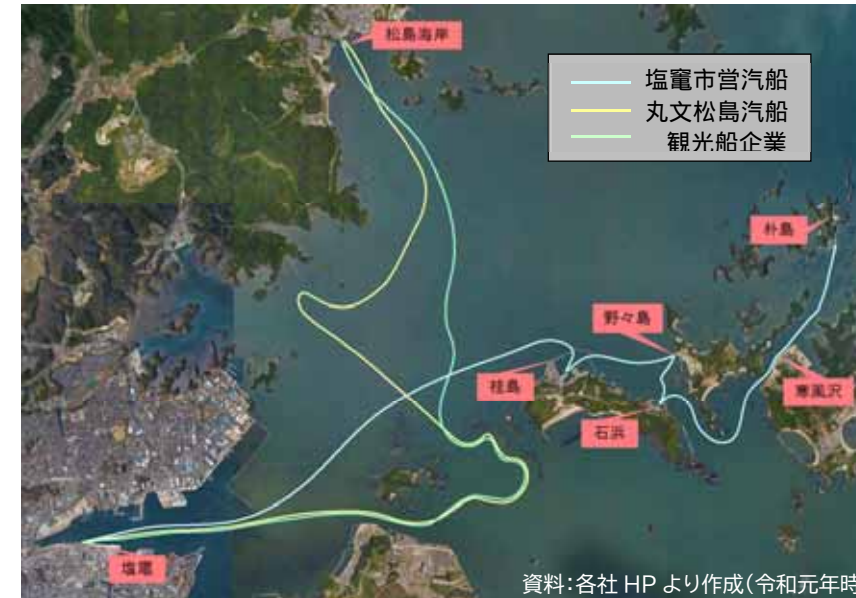 松島海岸
塩竈市営汽船
丸文松島汽船
観光船企業
朴島
野々島
桂島
寒風沢
石浜
塩竈
資料:各社 HP より作成(令和元年時